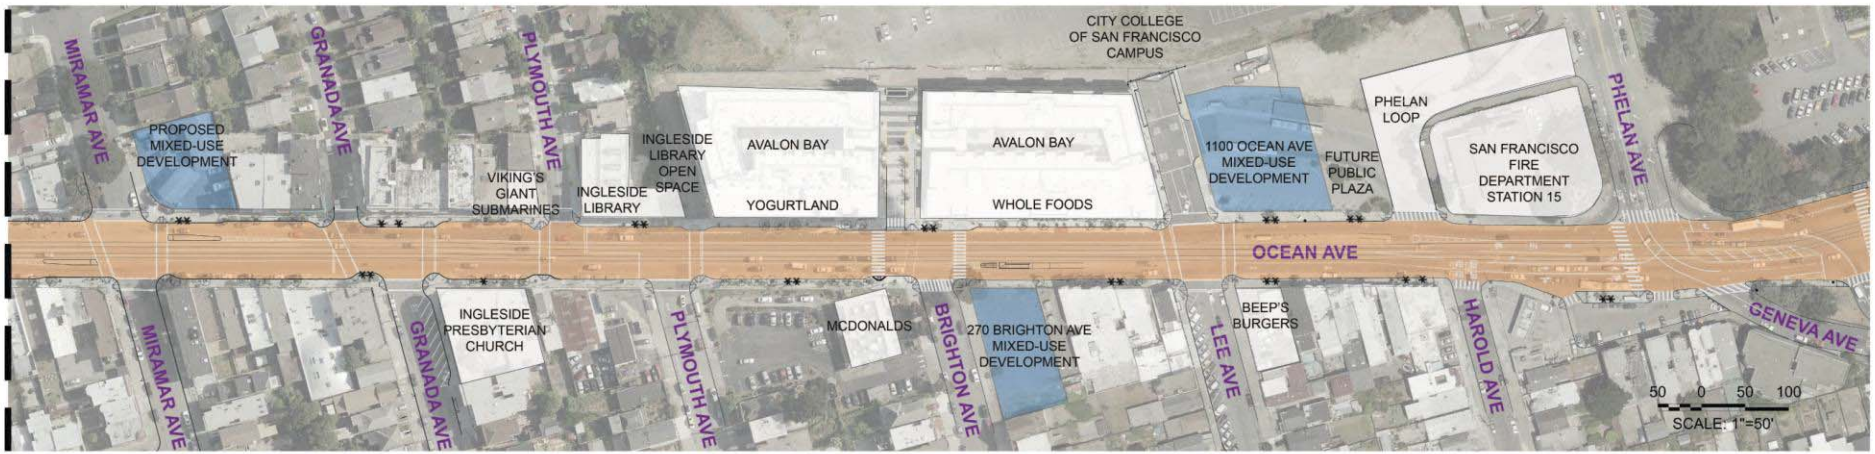 CITY COLLEGE
OF SAN FRANCISCO
CAMPUS
MIRAMAR AVE
GRANADA AVE
PLYMOUTH AVE
PHELAN AVE
PROPOSED
MIXED-USE
DEVELOPMENT
VIKING'S
GIANT
SUBMARINES
INGLESIDE
LIBRARY
INGLESIDE
LIBRARY
OPEN
SPACE
AVALON BAY
YOGURTLAND
AVALON BAY
WHOLE FOODS
1100 OCEAN AVE
MIXED-USE
DEVELOPMENT
FUTURE
PUBLIC
PLAZA
PHELAN
LOOP
SAN FRANCISCO
FIRE
DEPARTMENT
STATION 15
OCEAN AVE
MIRAMAR AVE
GRANADA AVE
INGLESIDE
PRESBYTERIAN
CHURCH
PLYMOUTH AVE
MCDONALDS
BRIGHTON AVE
270 BRIGHTON AVE
MIXED-USE
DEVELOPMENT
LEE AVE
BEEP'S
BURGERS
HAROLD AVE
GENEVA AVE
50 0 50 100
SCALE: 1"=50'